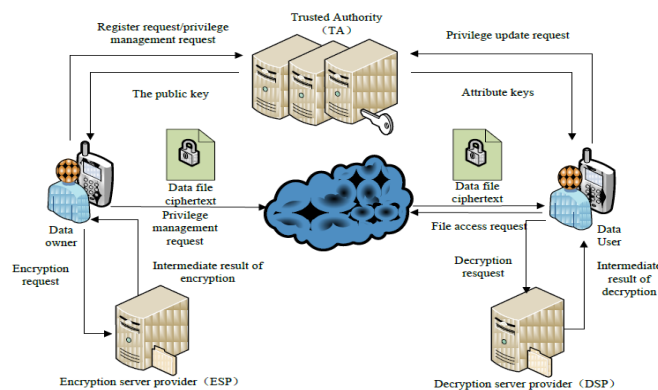 Trusted Authority
（TA）
Register request/privilege
management request
Privilege update request
The public key
Attribute keys
Data file
ciphertext
Privilege
management
request
Data file
ciphertext
File access request
Data
owner
Data
User
Encryption
request
Intermediate result of
encryption
Decryption
resquest
Intermediate
result of
decryption
Encryption server provider（ESP）
Decryption server provider（DSP）